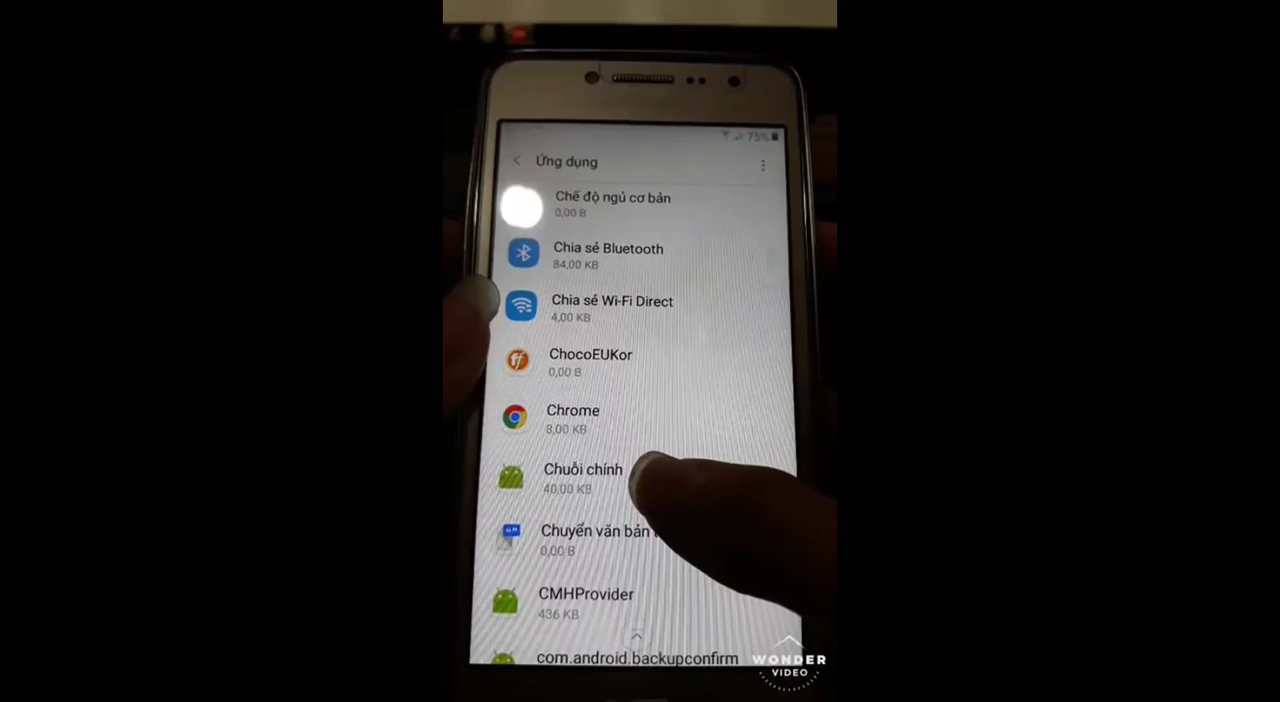 75%
Ứng dụng
Chế độ ngủ cơ bản
0,00 B
Chia sẻ Bluetooth
84,00 KB
Chia sẻ Wi-Fi Direct
4,00 KB
ChocoEUKor
0,00 B
Chrome
8,00 KB
Chuỗi chính
40,00 KB
Chuyển văn bản
0,00 B
CMHProvider
436 KB
com.android.backupconfirm
WONDER
VIDEO